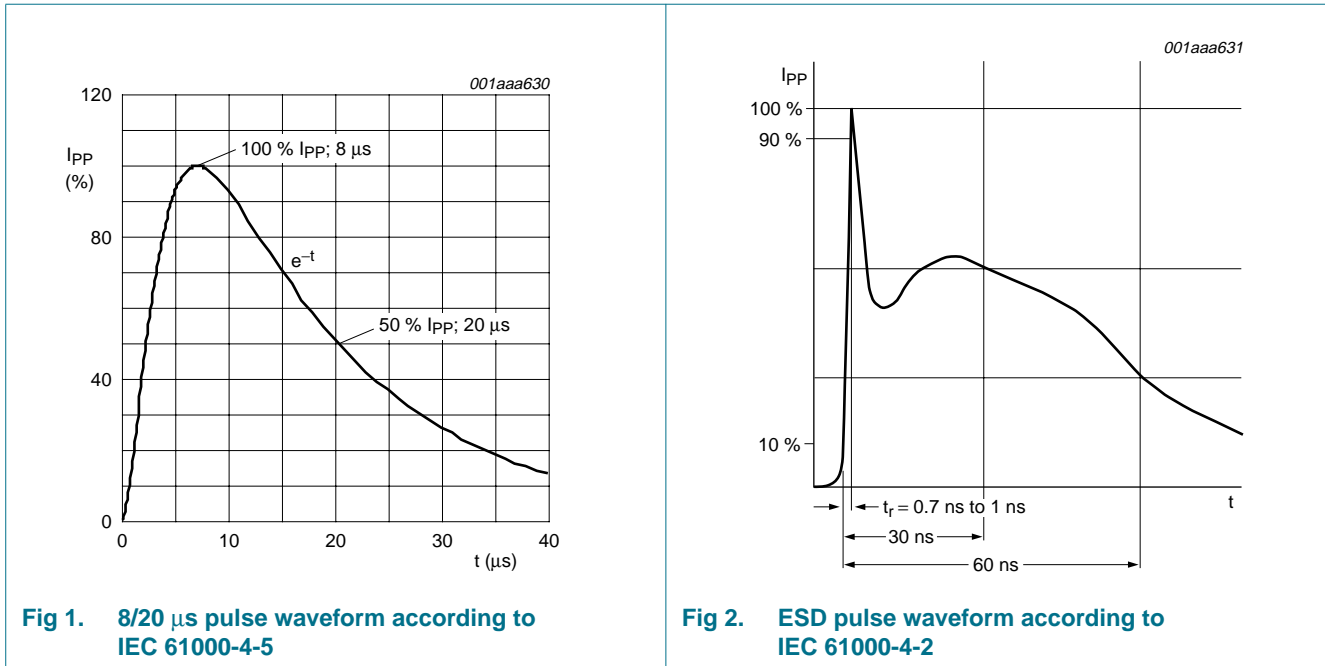 001aaa630
120
IPP
(%)
100 % IPP; 8 μs
80
e−t
50 % IPP; 20 μs
40
0
0 10 20 30 40
t (μs)
Fig 1. 8/20 μs pulse waveform according to
IEC 61000-4-5
001aaa631
IPP
100 %
90 %
10 %
t
tr = 0.7 ns to 1 ns
30 ns
60 ns
Fig 2. ESD pulse waveform according to
IEC 61000-4-2